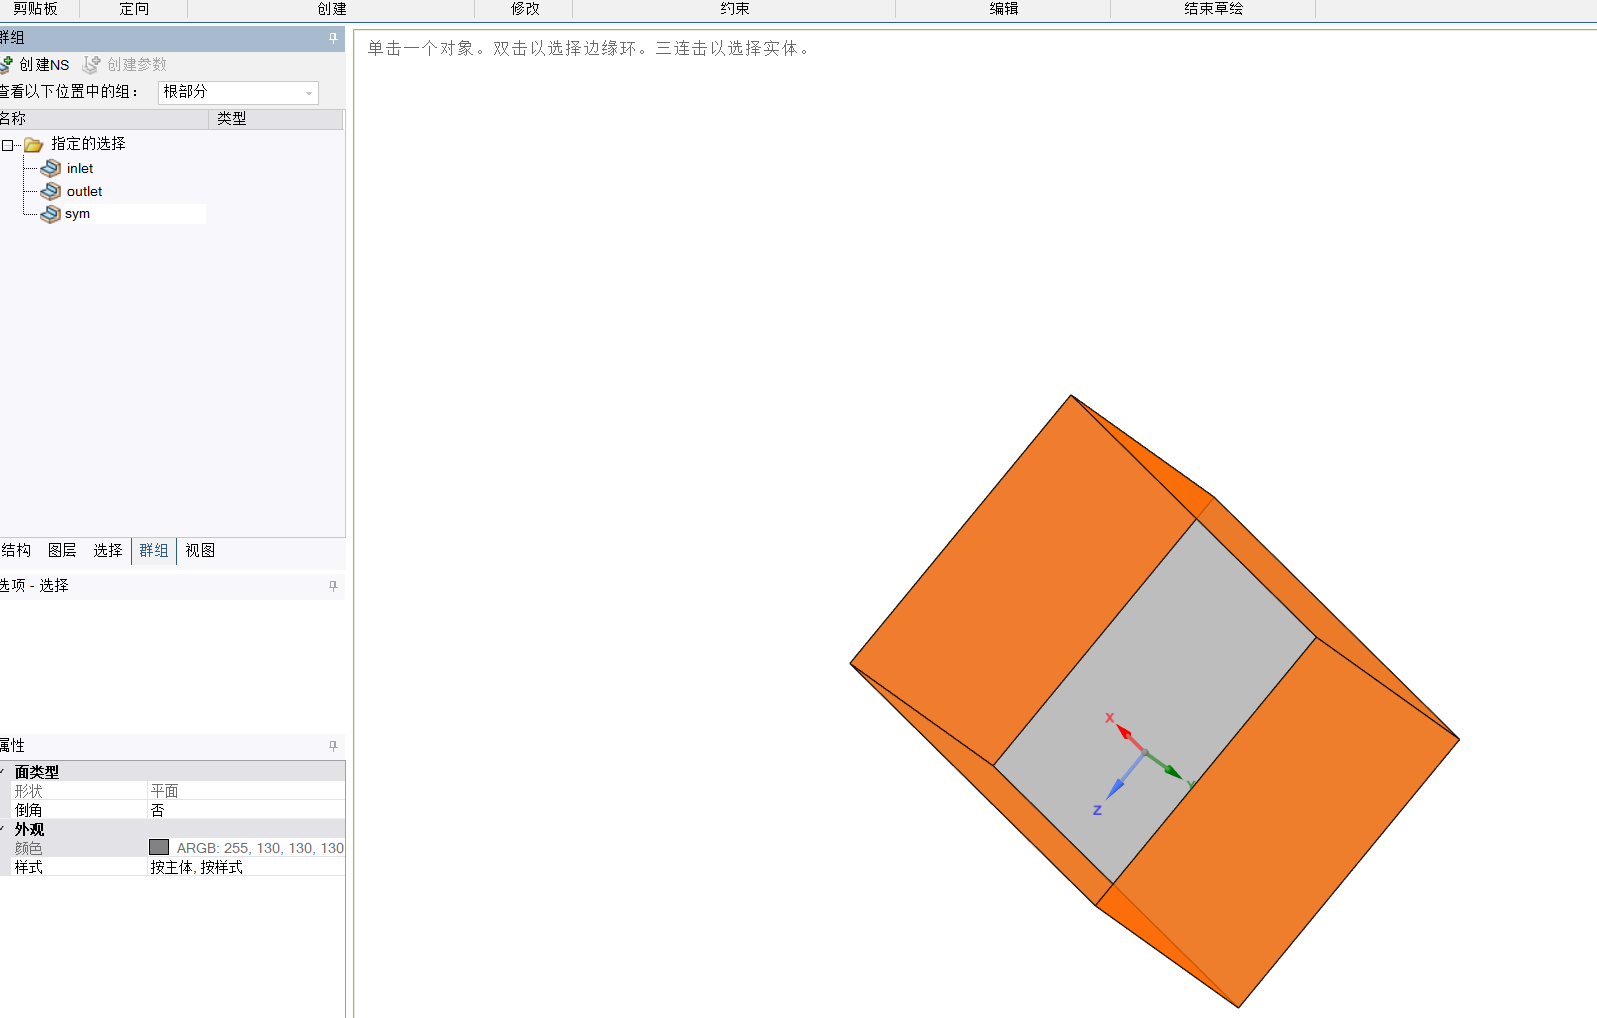 剪贴板 定向 创建 修改 约束 编辑 结束草绘
群组
单击一个对象。双击以选择边缘环。三连击以选择实体。
创建NS 创建参数
查看以下位置中的组： 根部分
名称 类型
指定的选择
inlet
outlet
sym
结构 图层 选择 群组 视图
选项 - 选择
属性
面类型
形状 平面
倒角 否
外观
颜色 ARGB: 255, 130, 130, 130
样式 按主体, 按样式
X
Y
Z